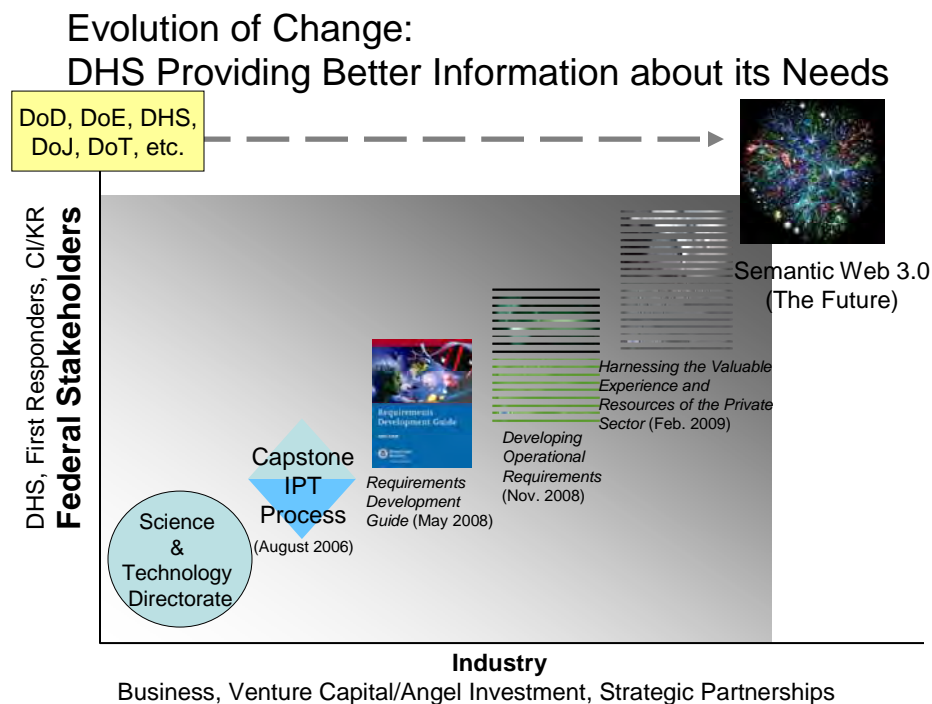 Evolution of Change:
DHS Providing Better Information about its Needs
DoD, DoE, DHS,
DoJ, DoT, etc.
Semantic Web 3.0
(The Future)
DHS, First Responders, CI/KR
Federal Stakeholders
Harnessing the Valuable
Experience and
Resources of the Private
Sector (Feb. 2009)
Requirements
Development Guide
Developing
Operational
Requirements
(Nov. 2008)
Capstone
IPT
Process
(August 2006)
Requirements
Development
Guide (May 2008)
Science
&
Technology
Directorate
Industry
Business, Venture Capital/Angel Investment, Strategic Partnerships